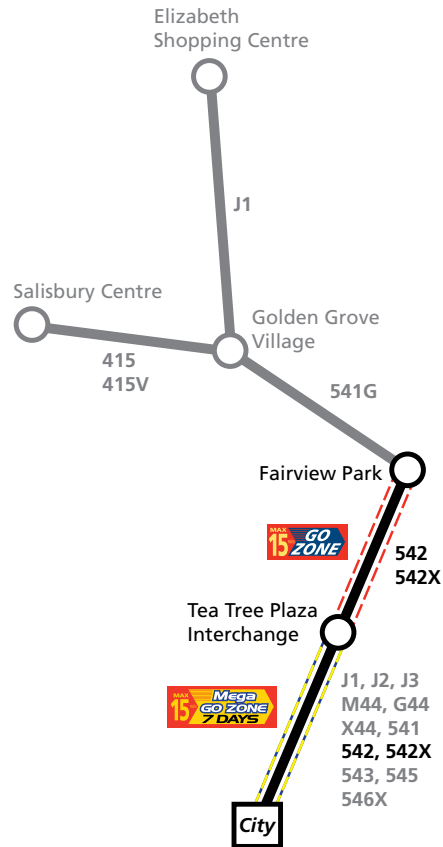 Elizabeth
Shopping Centre
J1
Salisbury Centre
Golden Grove
Village
415
415V
541G
Fairview Park
MAX
15
GO
ZONE
542
542X
Tea Tree Plaza
Interchange
MAX
15
Mega
GO ZONE
7 DAYS
J1, J2, J3
M44, G44
X44, 541
542, 542X
543, 545
546X
City